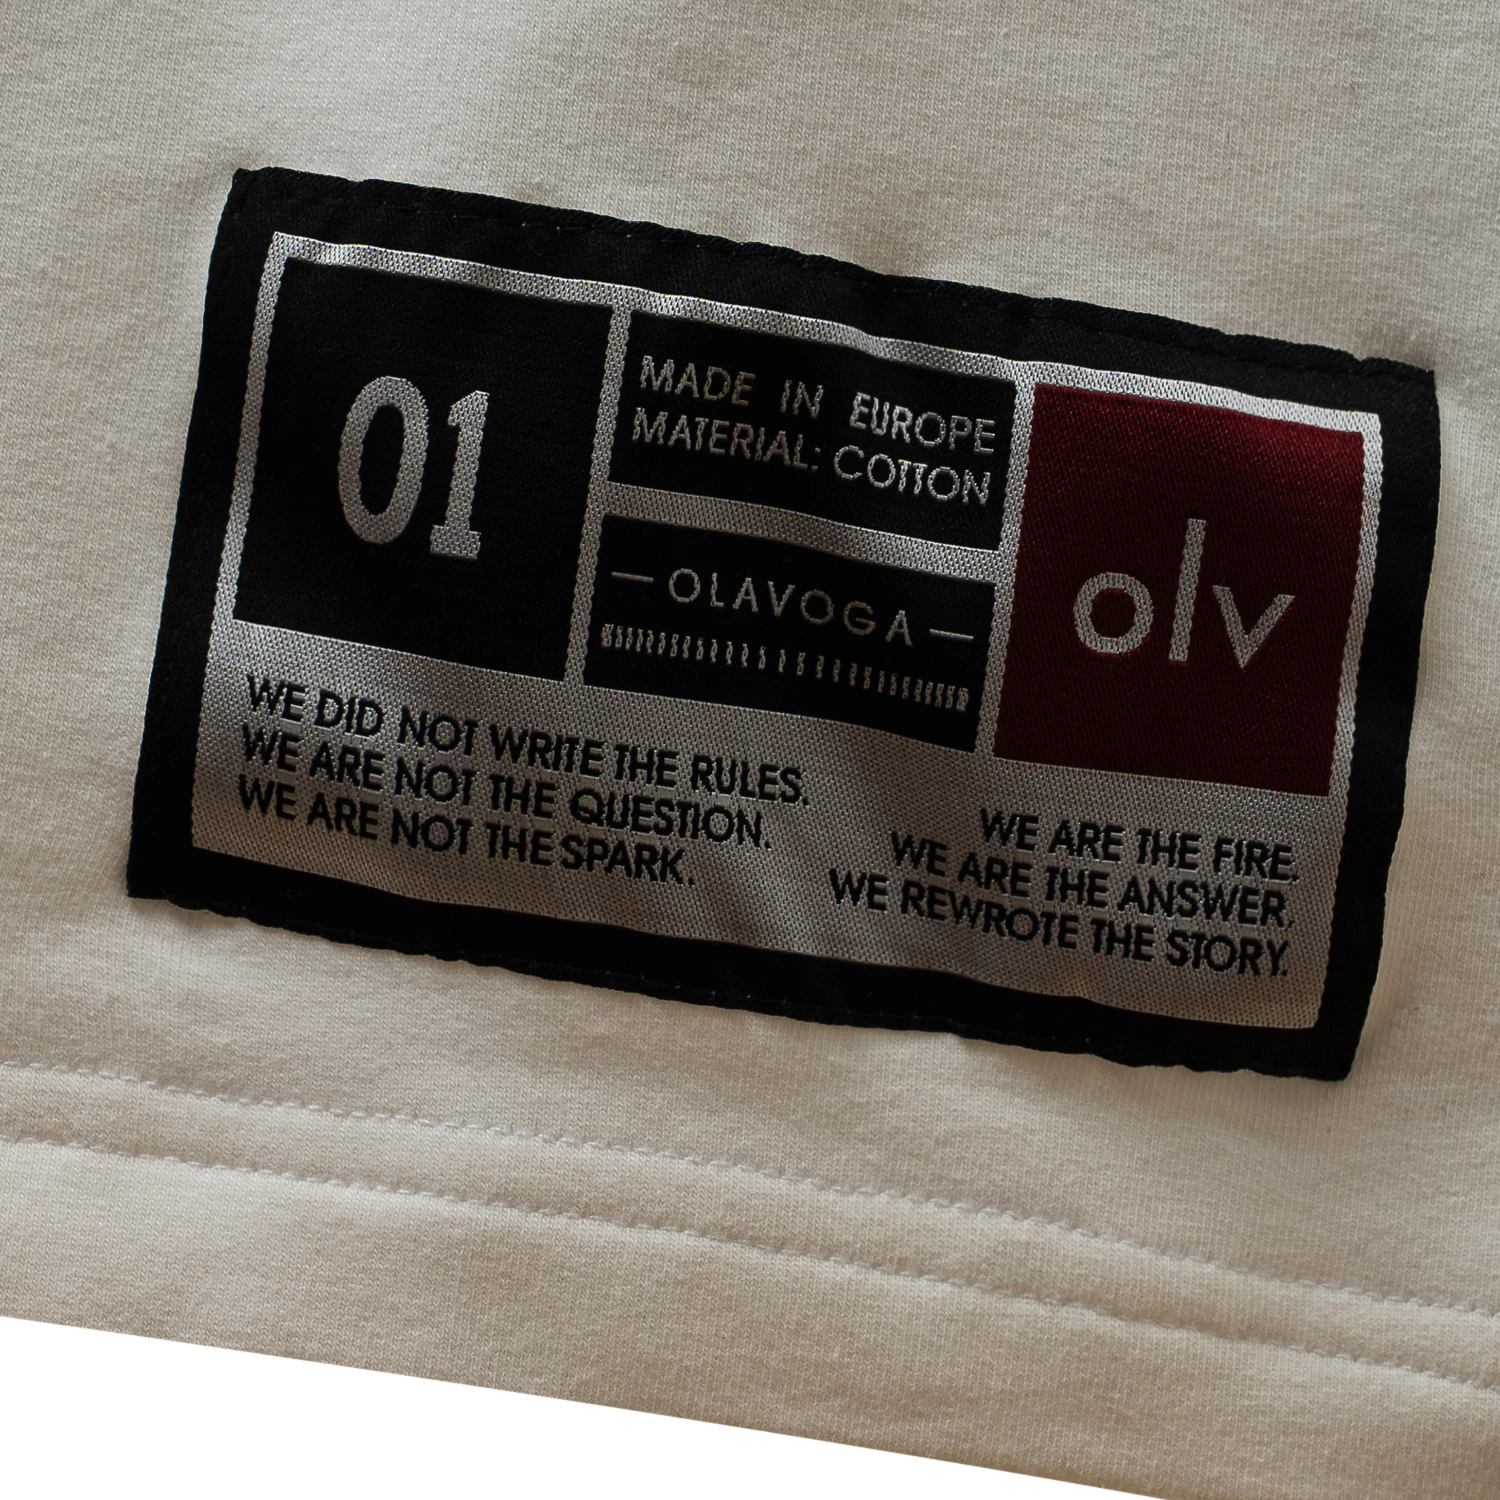 01
MADE IN EUROPE
MATERIAL: COTTON
— OLAVOGA —
olv
WE DID NOT WRITE THE RULES.
WE ARE NOT THE QUESTION.
WE ARE NOT THE SPARK.
WE ARE THE FIRE.
WE ARE THE ANSWER.
WE REWROTE THE STORY.